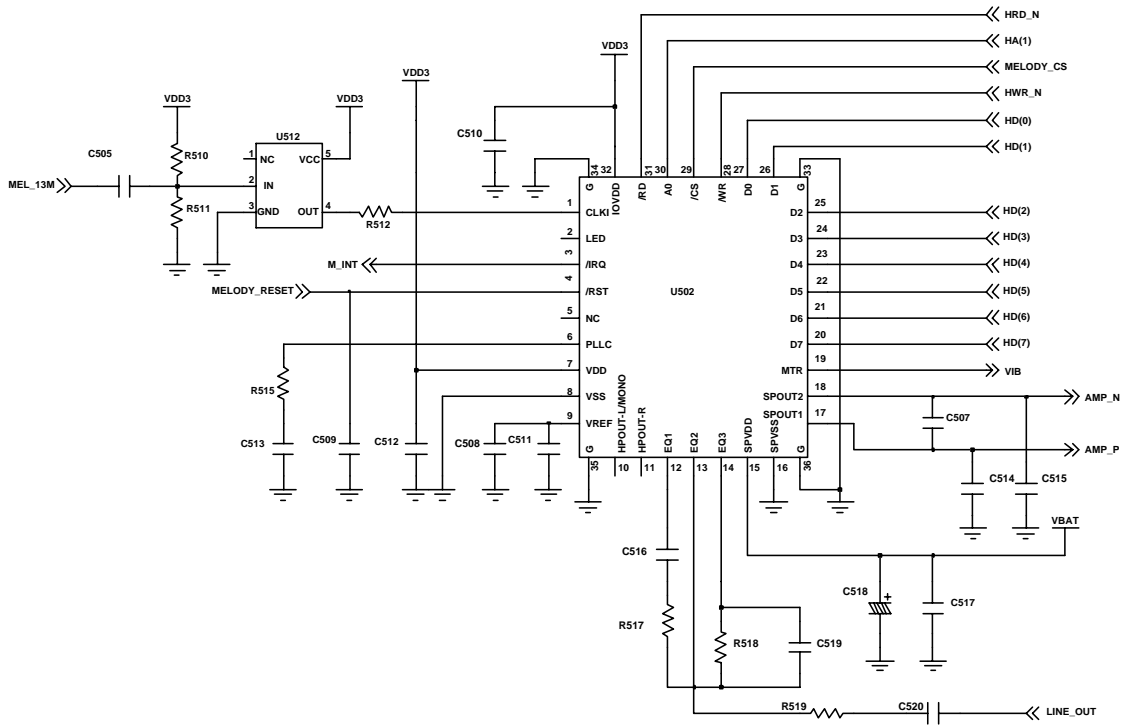 HRD_N
HA(1)
MELODY_CS
HWR_N
HD(0)
HD(1)
VDD3
VDD3
VDD3
VDD3
C510
U512
C505
R510
R511
MEL_13M
1 NC
2 IN
3 GND
VCC 5
OUT 4
R512
34 G
32 IOVDD
31 /RD
30 A0
29 /CS
28 /WR
27 D0
26 D1
33 G
1 CLKI
2 LED
3 /IRQ
4 /RST
5 NC
6 PLLC
7 VDD
8 VSS
9 VREF
M_INT
MELODY_RESET
U502
D2 25 HD(2)
D3 24 HD(3)
D4 23 HD(4)
D5 22 HD(5)
D6 21 HD(6)
D7 20 HD(7)
MTR 19 VIB
SPOUT2 18 AMP_N
SPOUT1 17 AMP_P
R515
C513
C509
C512
C508
C511
G 35
HPOUT-L/MONO 10
HPOUT-R 11
EQ1 12
EQ2 13
EQ3 14
SPVDD 15
SPVSS 16
G 36
C507
C514
C515
VBAT
C516
R517
R518
C519
C518 +
C517
R519
C520
LINE_OUT